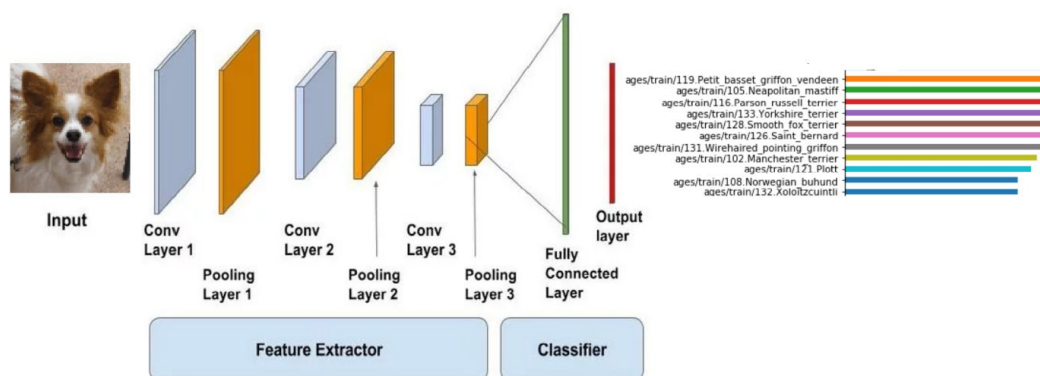 Input
Conv
Layer 1
Pooling
Layer 1
Conv
Layer 2
Pooling
Layer 2
Conv
Layer 3
Pooling
Layer 3
Fully
Connected
Layer
Output
layer
Feature Extractor
Classifier
ages/train/119.Petit_basset_griffon_vendeen
ages/train/105.Neapolitan_mastiff
ages/train/116.Parson_russell_terrier
ages/train/133.Yorkshire_terrier
ages/train/128.Smooth_fox_terrier
ages/train/126.Saint_bernard
ages/train/131.Wirehaired_pointing_griffon
ages/train/102.Manchester_terrier
ages/train/121.Plott
ages/train/108.Norwegian_buhund
ages/train/132.Xoloitzcuintli